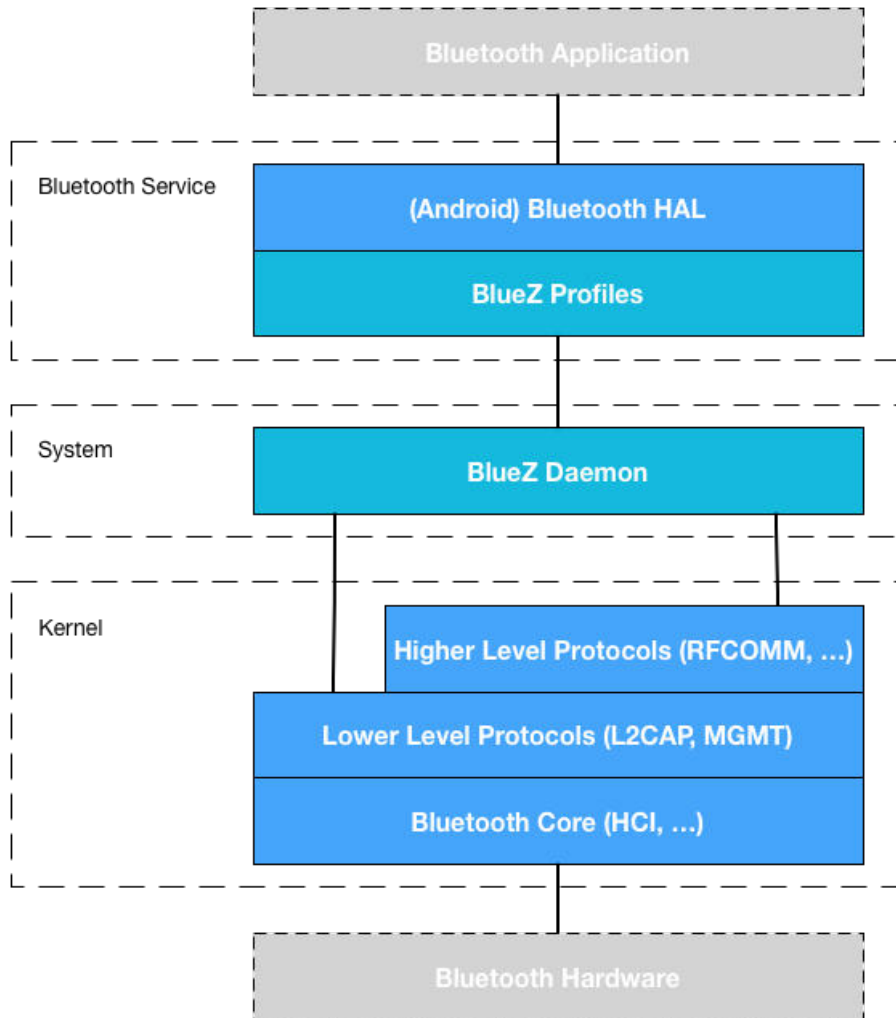 Bluetooth Application
Bluetooth Service
(Android) Bluetooth HAL
BlueZ Profiles
System
BlueZ Daemon
Kernel
Higher Level Protocols (RFCOMM, ...)
Lower Level Protocols (L2CAP, MGMT)
Bluetooth Core (HCI, ...)
Bluetooth Hardware